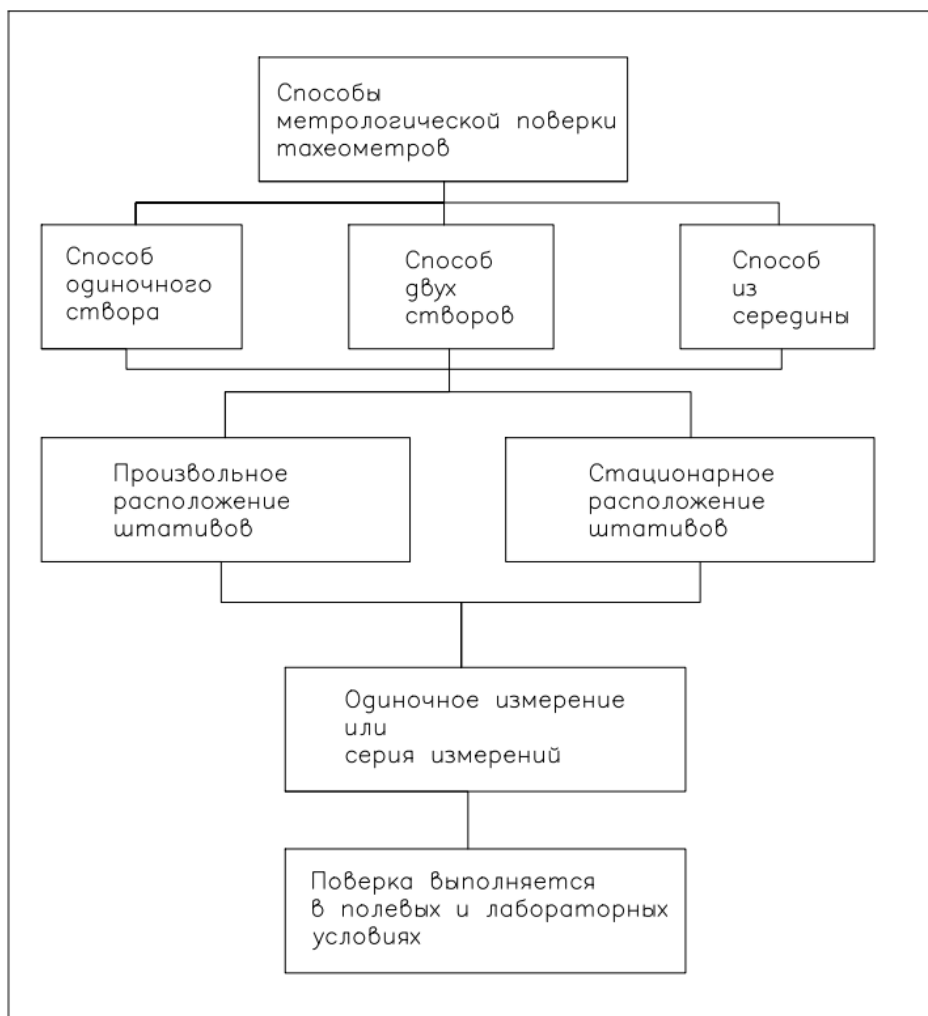 Способы
метрологической поверки
тахеометров
Способ
одиночного
створа
Способ
двух
створов
Способ
из
середины
Произвольное
расположение
штативов
Стационарное
расположение
штативов
Одиночное измерение
или
серия измерений
Поверка выполняется
в полевых и лабораторных
условиях